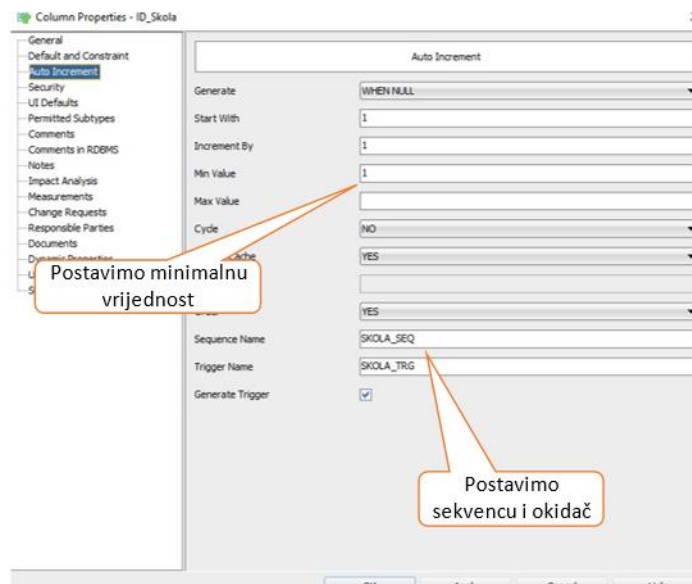 Column Properties - ID_Skola
General
Default and Constraint
Auto Increment
Security
UI Defaults
Permitted Subtypes
Comments
Comments in RDBMS
Notes
Impact Analysis
Measurements
Change Requests
Responsible Parties
Documents
Auto Increment
Generate
WHEN NULL
Start With
1
Increment By
1
Min Value
1
Max Value
Cycle
NO
YES
YES
Sequence Name
SKOLA_SEQ
Trigger Name
SKOLA_TRG
Generate Trigger
Postavimo minimalnu
vrijednost
Postavimo
sekvencu i okidač